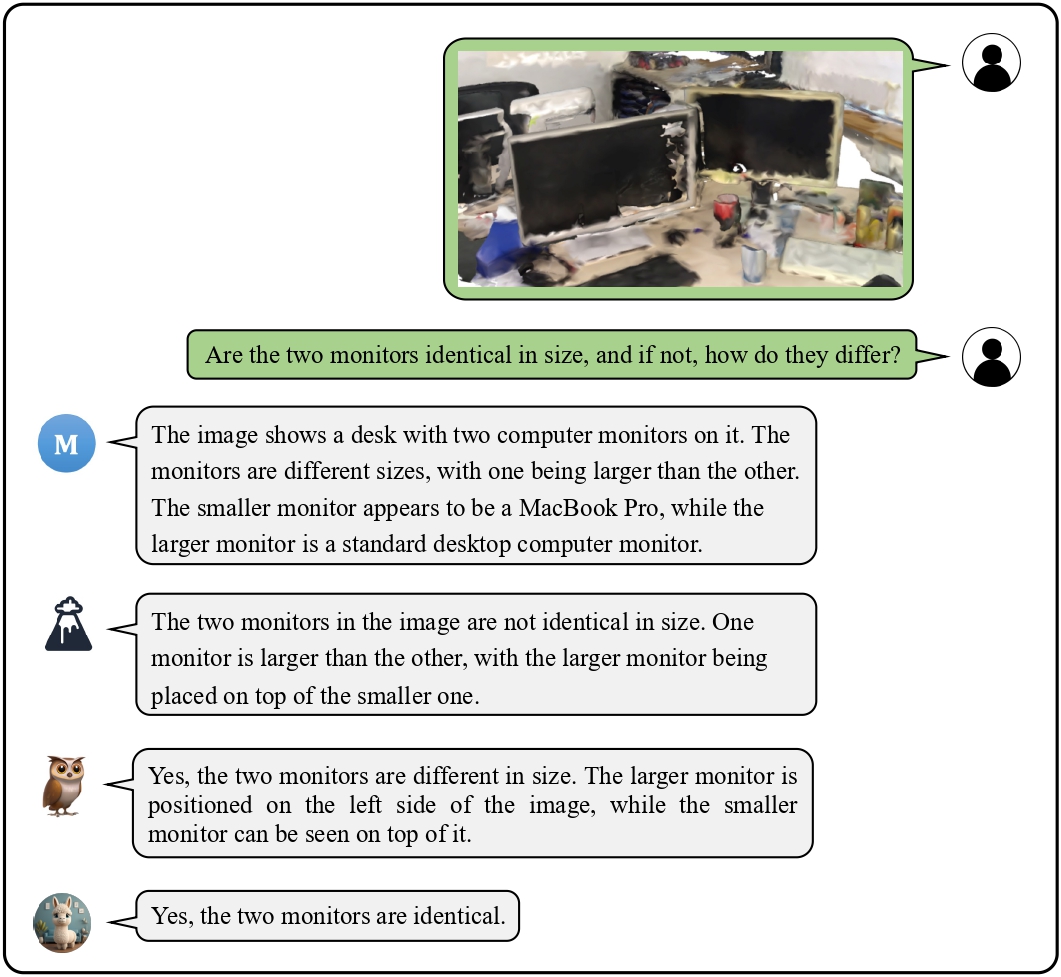 Are the two monitors identical in size, and if not, how do they differ?
M
The image shows a desk with two computer monitors on it. The
monitors are different sizes, with one being larger than the other.
The smaller monitor appears to be a MacBook Pro, while the
larger monitor is a standard desktop computer monitor.
The two monitors in the image are not identical in size. One
monitor is larger than the other, with the larger monitor being
placed on top of the smaller one.
Yes, the two monitors are different in size. The larger monitor is
positioned on the left side of the image, while the smaller
monitor can be seen on top of it.
Yes, the two monitors are identical.